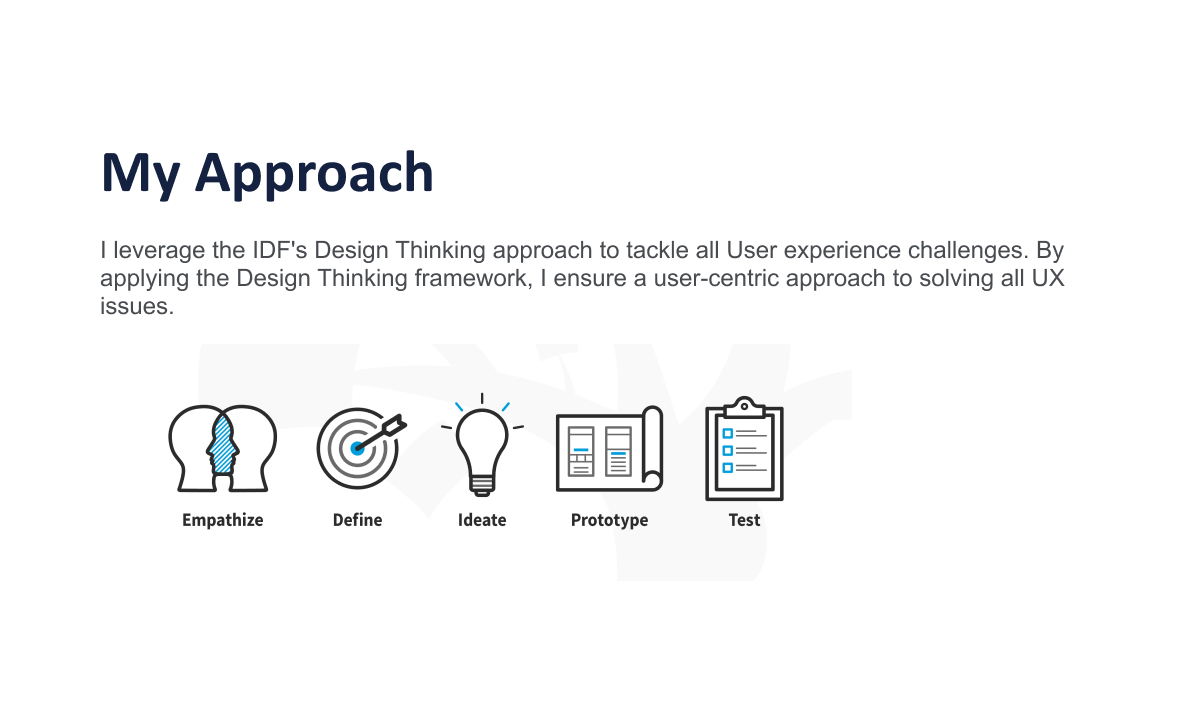 My Approach
I leverage the IDF's Design Thinking approach to tackle all User experience challenges. By
applying the Design Thinking framework, I ensure a user-centric approach to solving all UX
issues.
Empathize
Define
Ideate
Prototype
Test